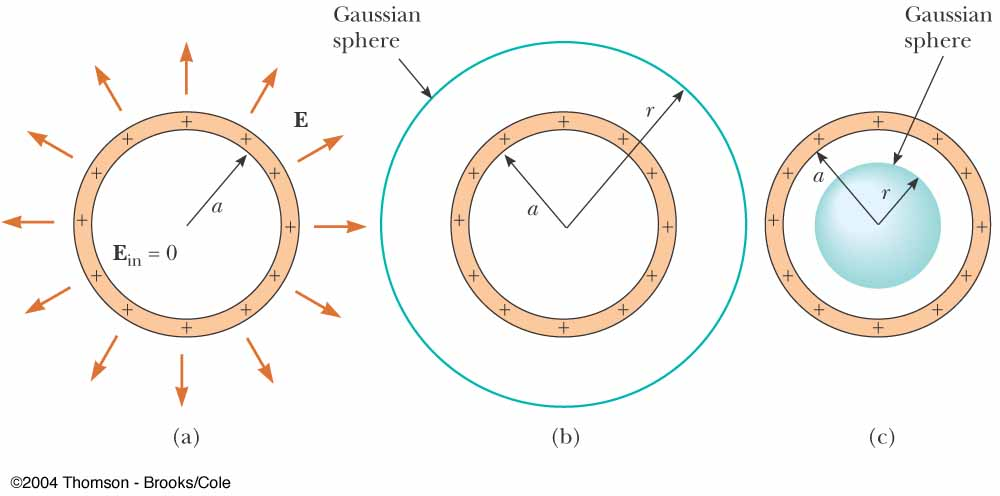 Gaussian
sphere
Gaussian
sphere
E
r
a
a
a
r
E_in = 0
+ + + + + + + + + + + +
+ + + + + + + + + + + +
+ + + + + + + + + + + +
(a)
(b)
(c)
©2004 Thomson - Brooks/Cole